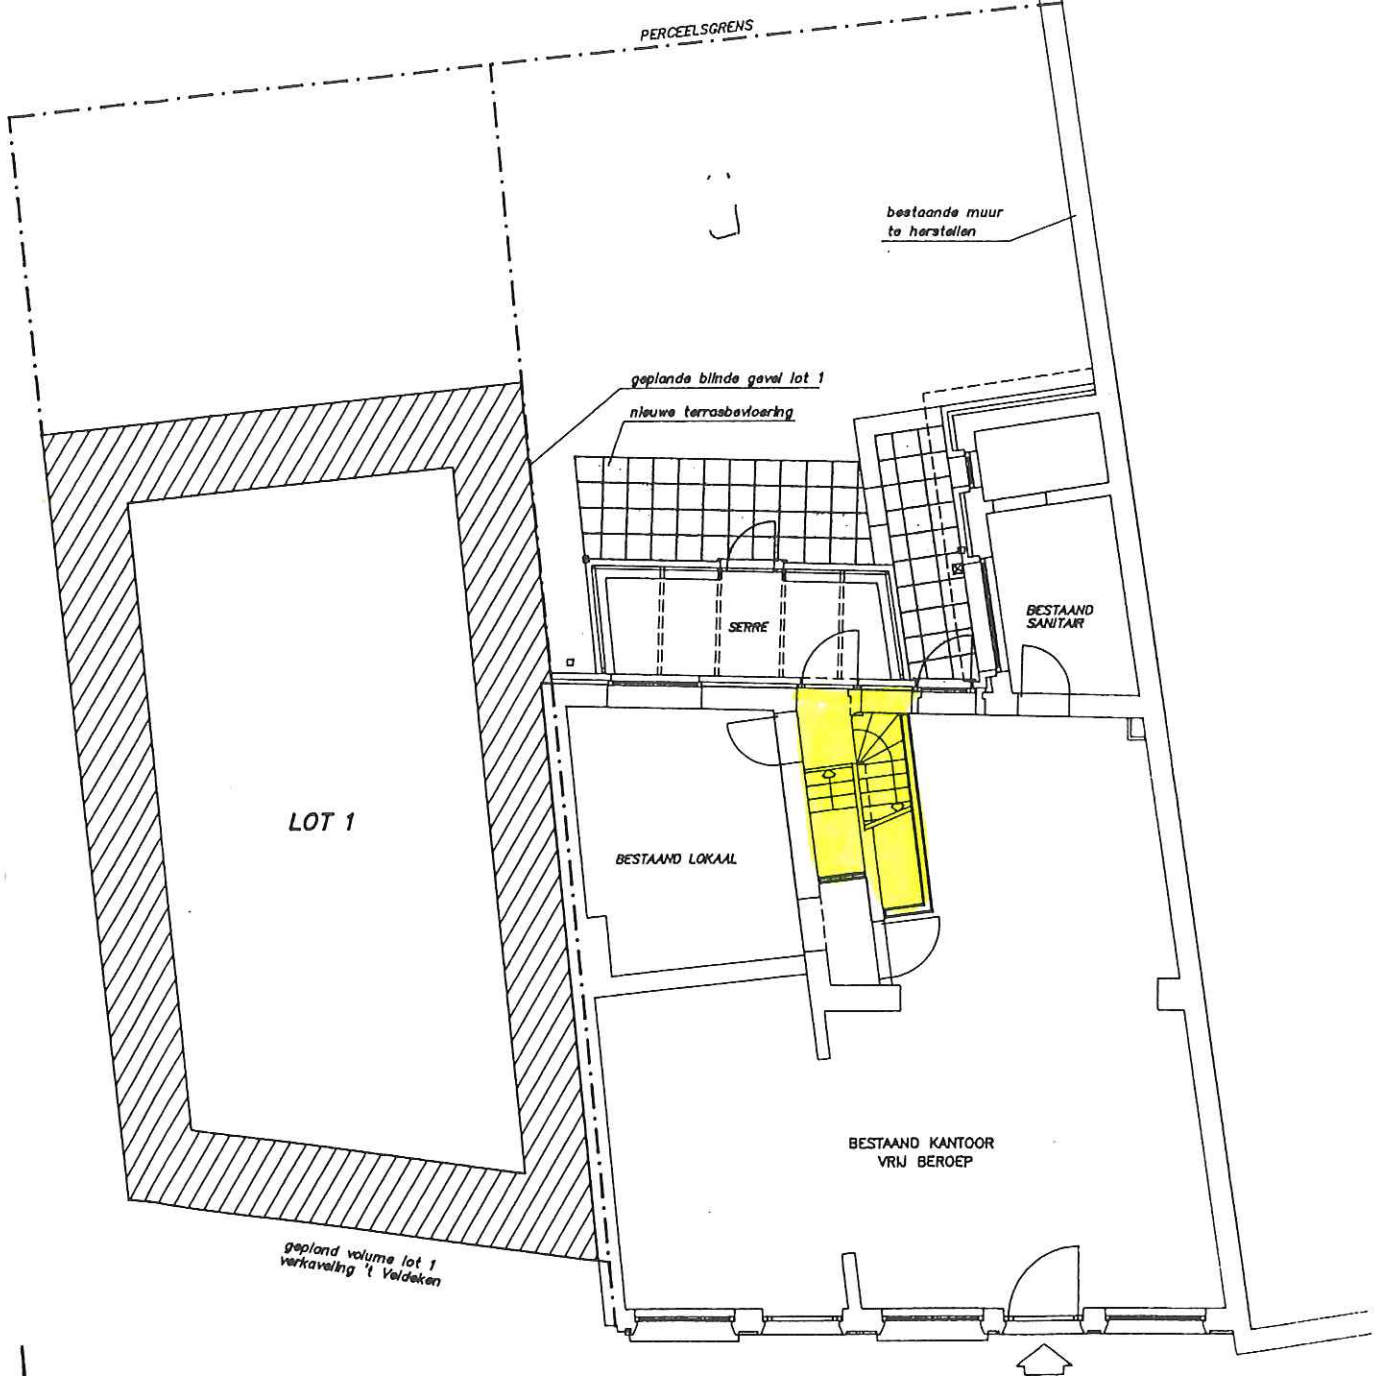 PERCEELSGRENS
bestaande muur
te herstellen
geplande blinde gevel lot 1
nieuwe terrasbevloering
SERRE
BESTAAND
SANITAIR
LOT 1
BESTAAND LOKAAL
BESTAAND KANTOOR
VRIJ BEROEP
gepland volume lot 1
verkaveling 't Veldeken